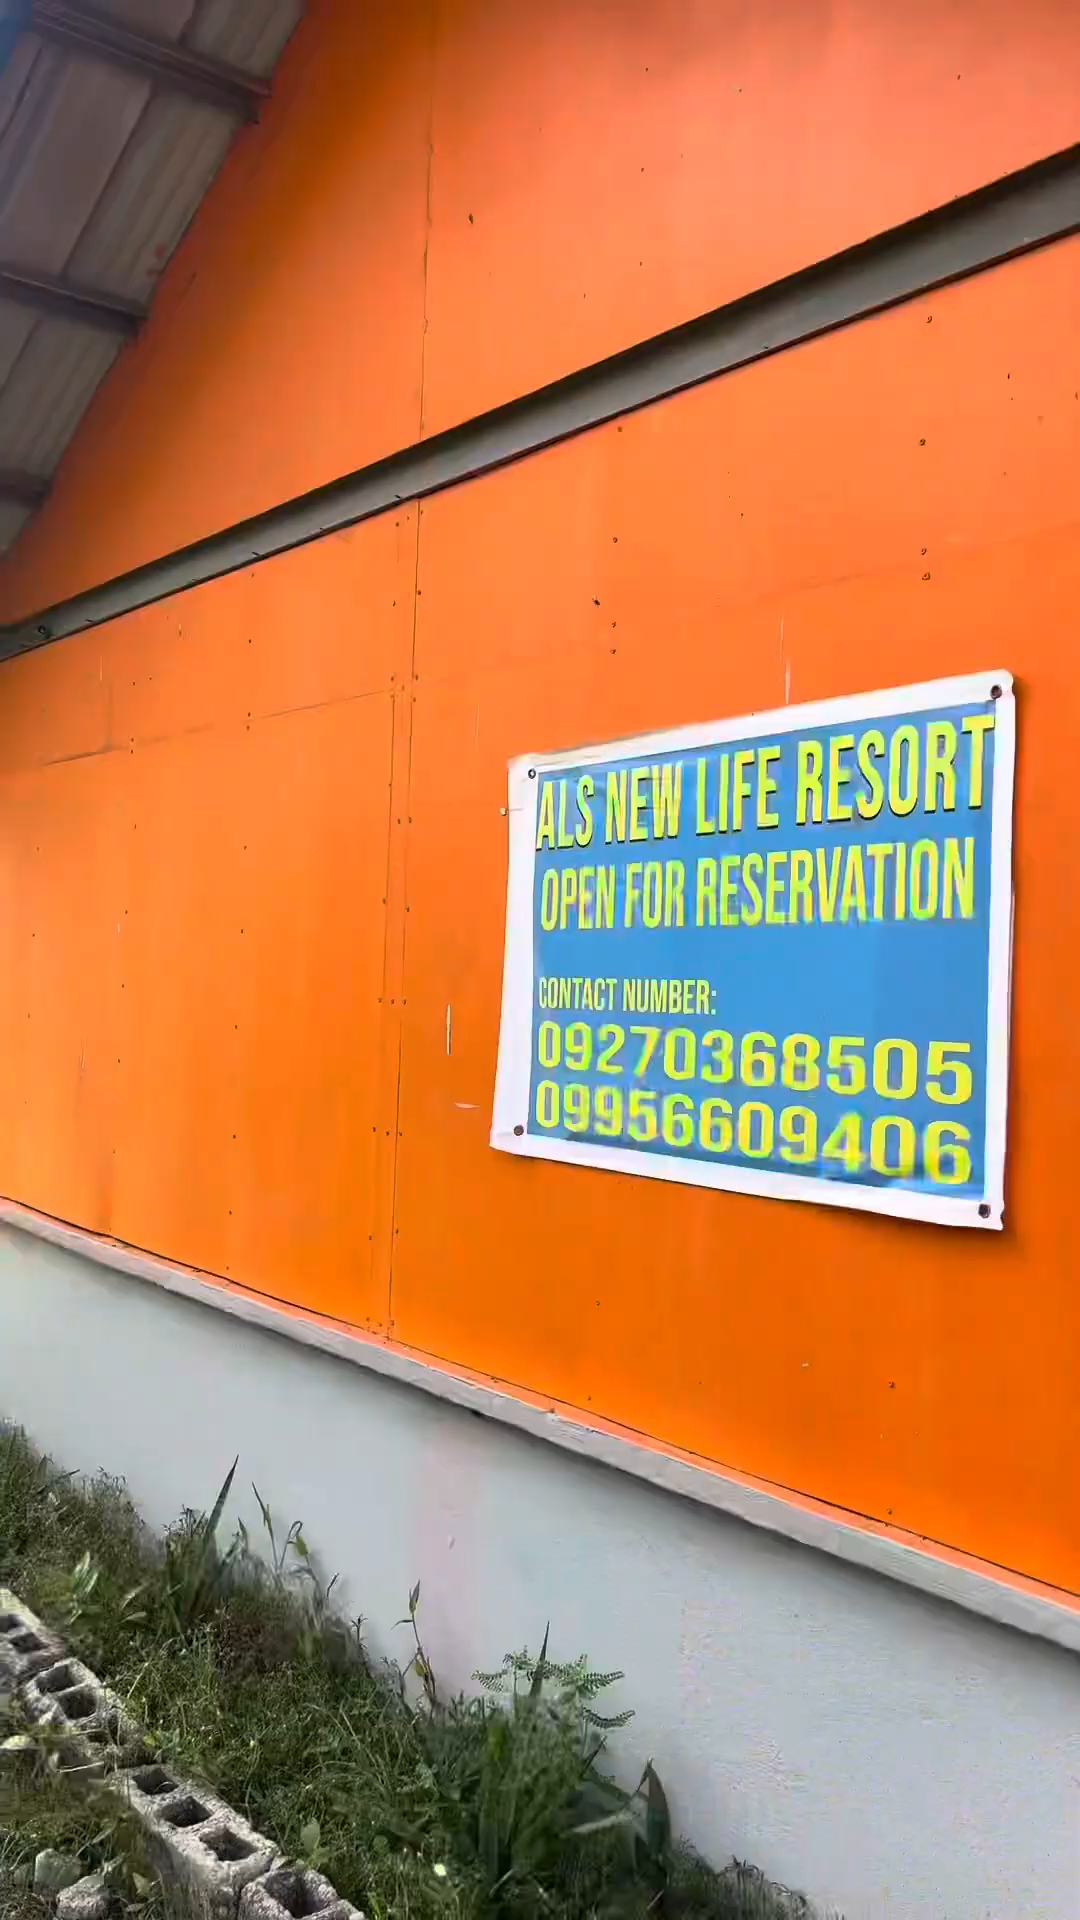 ALS NEW LIFE RESORT
OPEN FOR RESERVATION
CONTACT NUMBER:
09270368505
09956609406